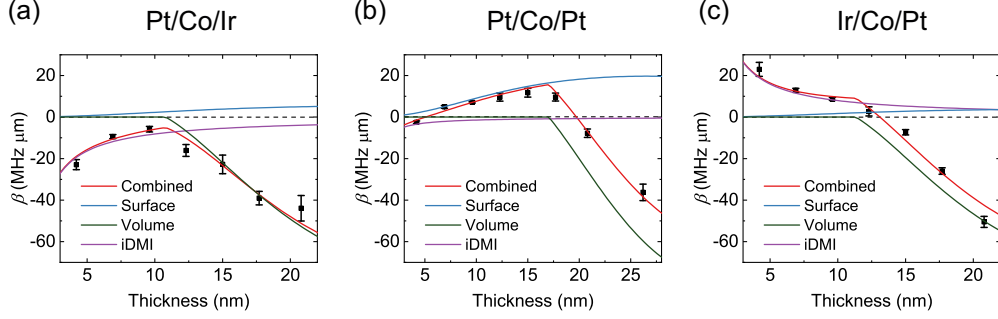 (a) Pt/Co/Ir
β (MHz μm)
20
0
-20
-40
-60
Combined
Surface
Volume
iDMI
5 10 15 20
Thickness (nm)
(b) Pt/Co/Pt
β (MHz μm)
20
0
-20
-40
-60
Combined
Surface
Volume
iDMI
5 10 15 20 25
Thickness (nm)
(c) Ir/Co/Pt
β (MHz μm)
20
0
-20
-40
-60
Combined
Surface
Volume
iDMI
5 10 15 20
Thickness (nm)